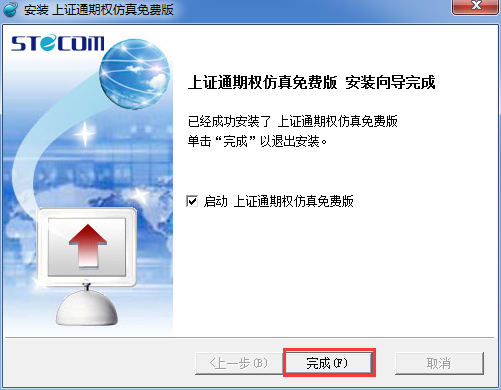 安装 上证通期权仿真免费版
STOCOM
上证通期权仿真免费版 安装向导完成
已经成功安装了 上证通期权仿真免费版
单击“完成”以退出安装。
启动 上证通期权仿真免费版
<上一步(B)
完成(F)
取消